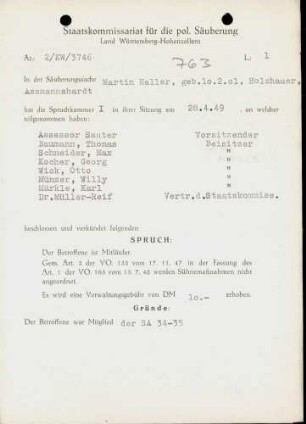 Staatskommissariat für die pol. Säuberung
Land Württemberg-Hohenzollern
Az: 2/KW/3746 763 L: 1
In der Säuberungssache Martin Haller, geb.10.2.01, Holzhauer,
Assmannshardt
hat die Spruchkammer I in ihrer Sitzung am 28.4.49 an welcher
teilgenommen haben:
Assessor Sauter Vorsitzender
Baumann, Thomas Beisitzer
Schneider, Max "
Kocher, Georg "
Wick, Otto "
Münzer, Willy "
Märkle, Karl "
Dr.Müller-Reif Vertr.d.Staatskommiss.
beschlossen und verkündet folgenden
SPRUCH:
Der Betroffene ist Mitläufer.
Gem. Art. 2 der VO. 133 vom 17. 11. 47 in der Fassung des
Art. 1 der VO. 165 vom 13. 7. 48 werden Sühnemaßnahmen nicht
angeordnet.
Es wird eine Verwaltungsgebühr von DM 10.- erhoben.
Gründe:
Der Betroffene war Mitglied der SA 34-35